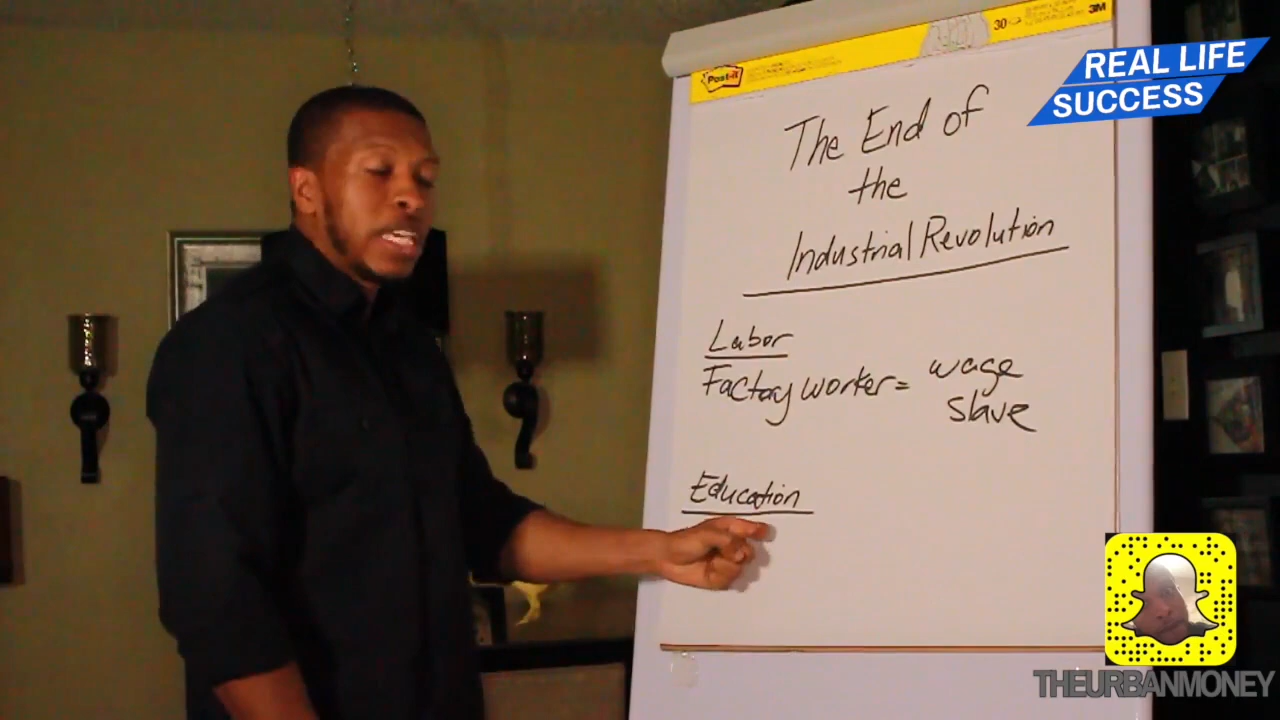 Post-it
30
3M
REAL LIFE
SUCCESS
The End of
the
Industrial Revolution
Labor
Factory worker = wage
slave
Education
THEURBANMONEY